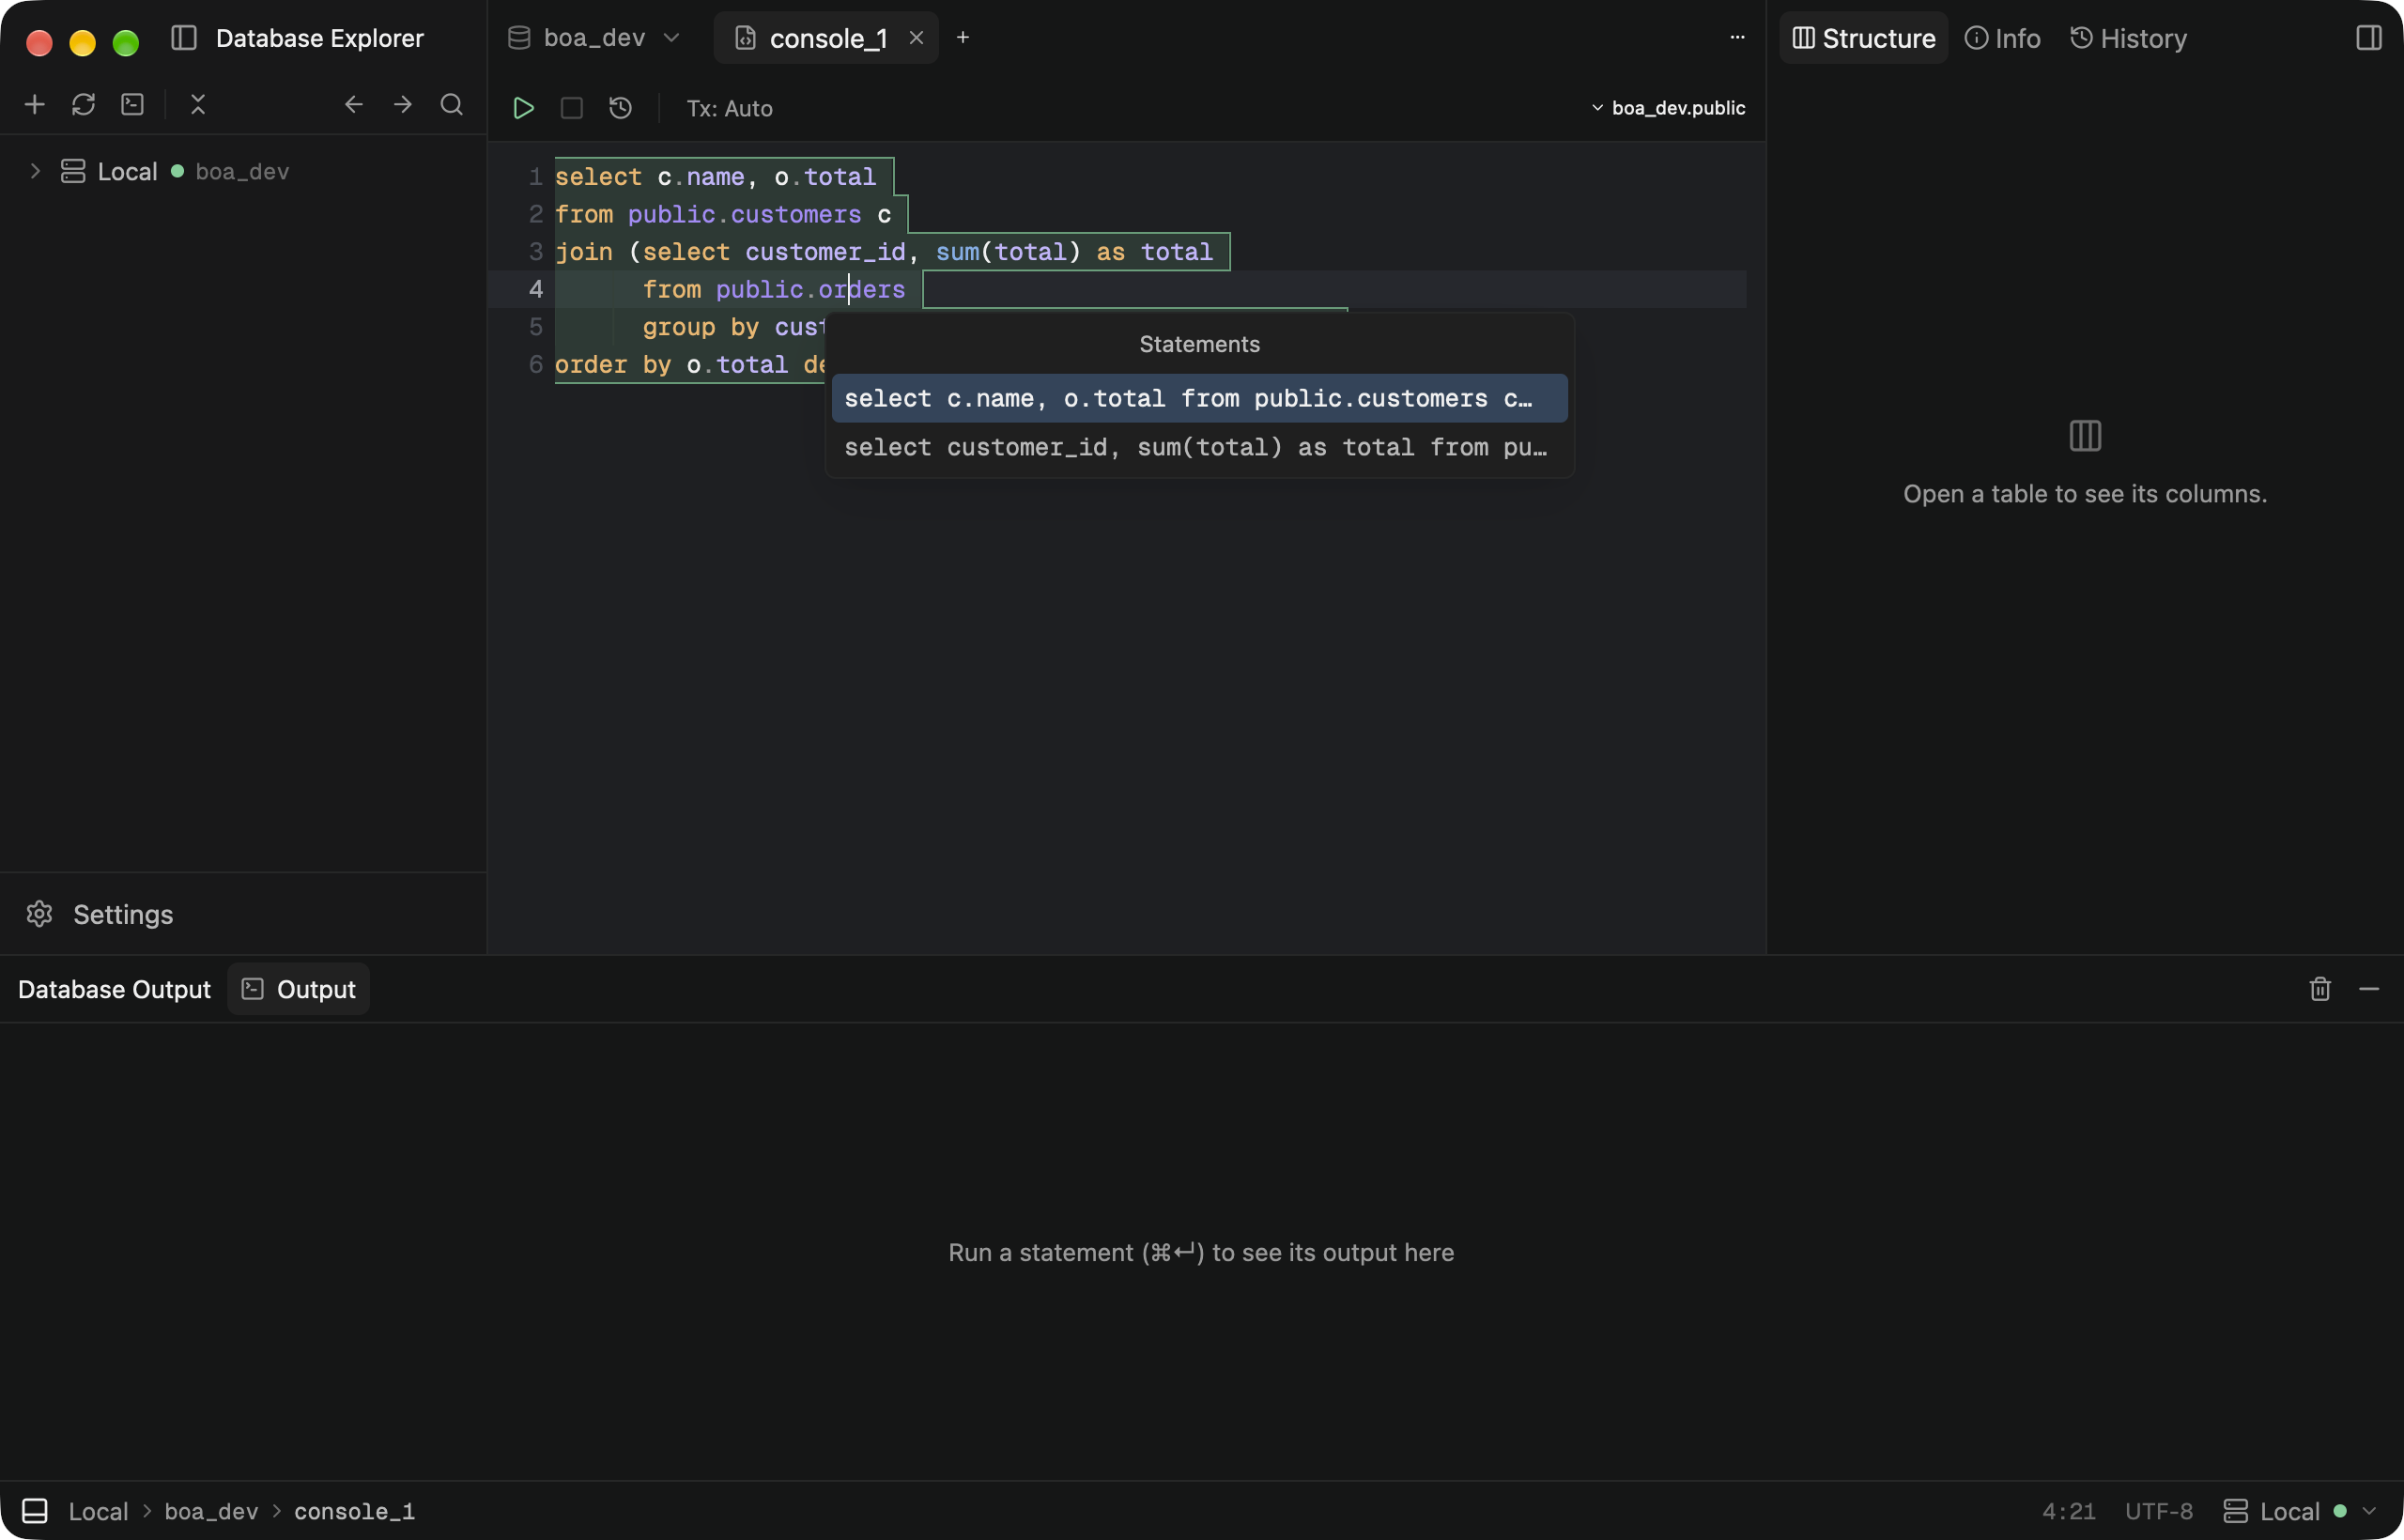 Database Explorer
boa_dev
console_1
Structure
Info
History
Tx: Auto
boa_dev.public
Local boa_dev
1 select c.name, o.total
2 from public.customers c
3 join (select customer_id, sum(total) as total
4 from public.orders
5 group by cust
6 order by o.total de
Statements
select c.name, o.total from public.customers c…
select customer_id, sum(total) as total from pu…
Open a table to see its columns.
Settings
Database Output
Output
Run a statement (⌘↵) to see its output here
Local > boa_dev > console_1
4:21
UTF-8
Local